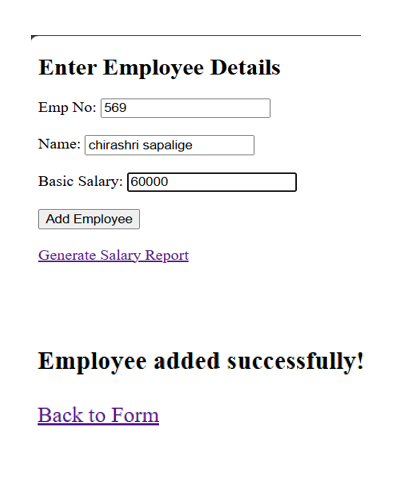 Enter Employee Details
Emp No: 569
Name: chirashri sapalige
Basic Salary: 60000
Add Employee
Generate Salary Report
Employee added successfully!
Back to Form